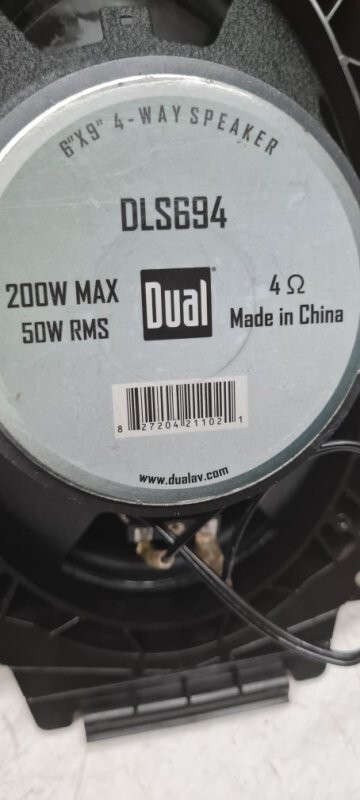 6"X9" 4-WAY SPEAKER
DLS694
200W MAX
50W RMS
Dual®
4 Ω
Made in China
8 27204 21102 1
www.dualav.com